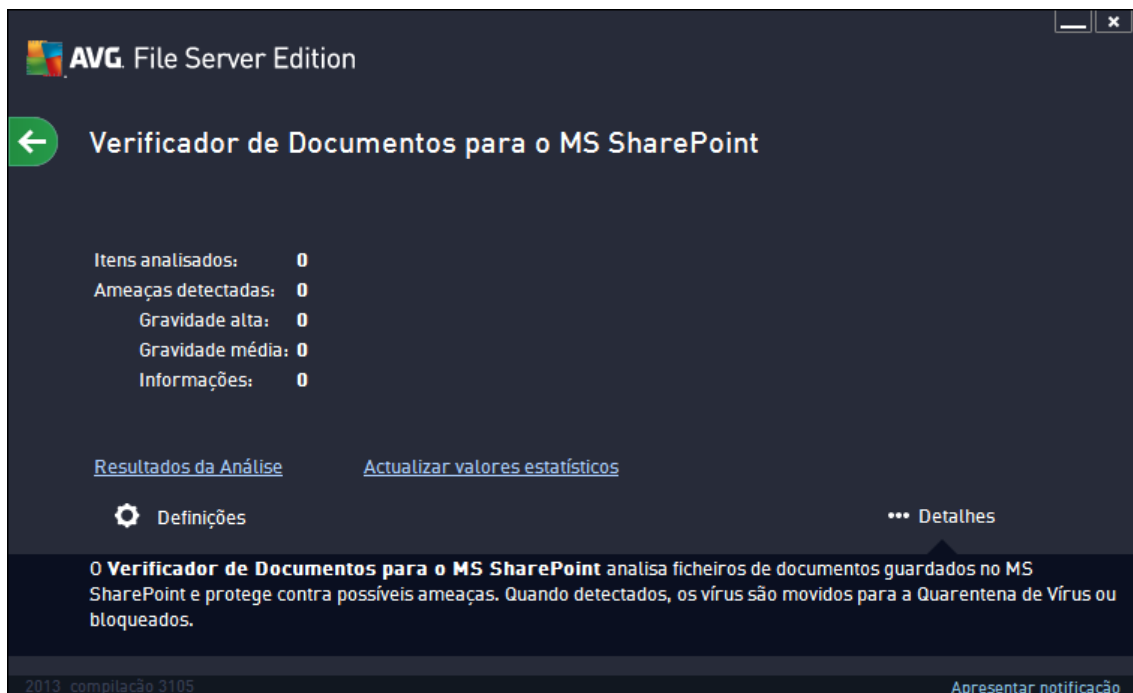 AVG. File Server Edition
Verificador de Documentos para o MS SharePoint
Itens analisados: 0
Ameaças detectadas: 0
Gravidade alta: 0
Gravidade média: 0
Informações: 0
Resultados da Análise Actualizar valores estatísticos
Definições ••• Detalhes
O Verificador de Documentos para o MS SharePoint analisa ficheiros de documentos guardados no MS
SharePoint e protege contra possíveis ameaças. Quando detectados, os vírus são movidos para a Quarentena de Vírus ou
bloqueados.
2013 compilação 3105 Apresentar notificação